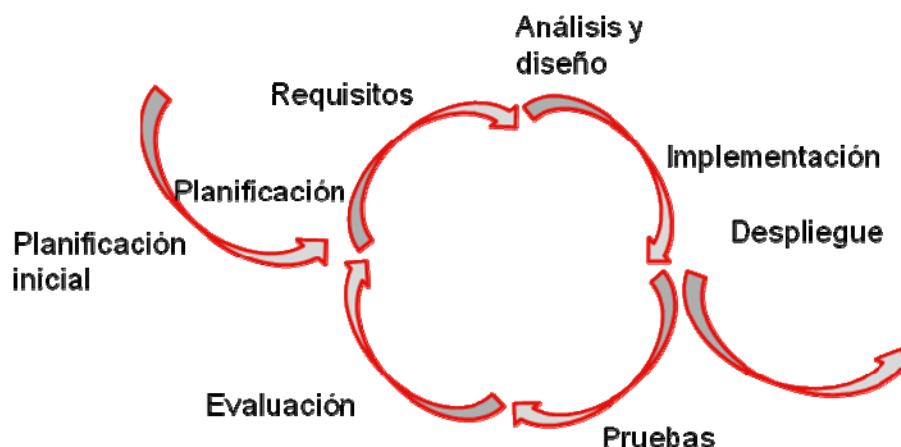 Análisis y
diseño
Requisitos
Implementación
Planificación
Despliegue
Planificación
inicial
Evaluación
Pruebas